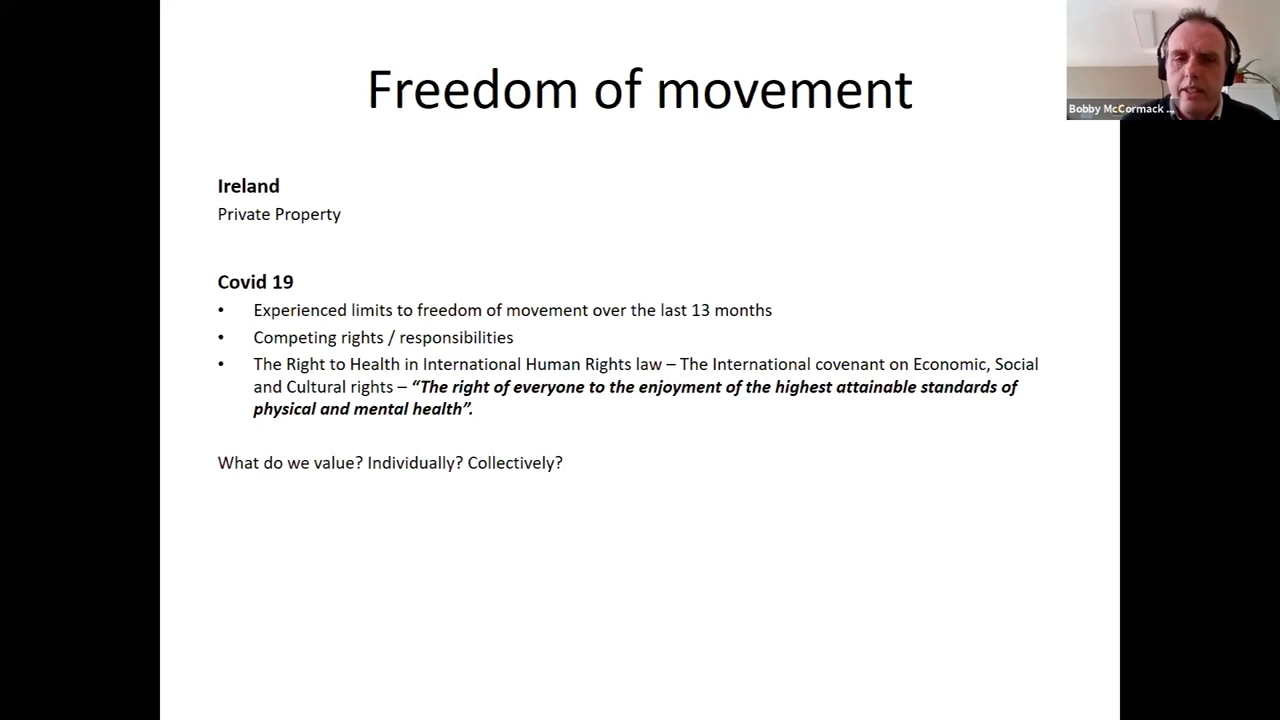 Freedom of movement
Bobby McCormack ...
Ireland
Private Property
Covid 19
• Experienced limits to freedom of movement over the last 13 months
• Competing rights / responsibilities
• The Right to Health in International Human Rights law – The International covenant on Economic, Social
and Cultural rights – “The right of everyone to the enjoyment of the highest attainable standards of
physical and mental health”.
What do we value? Individually? Collectively?